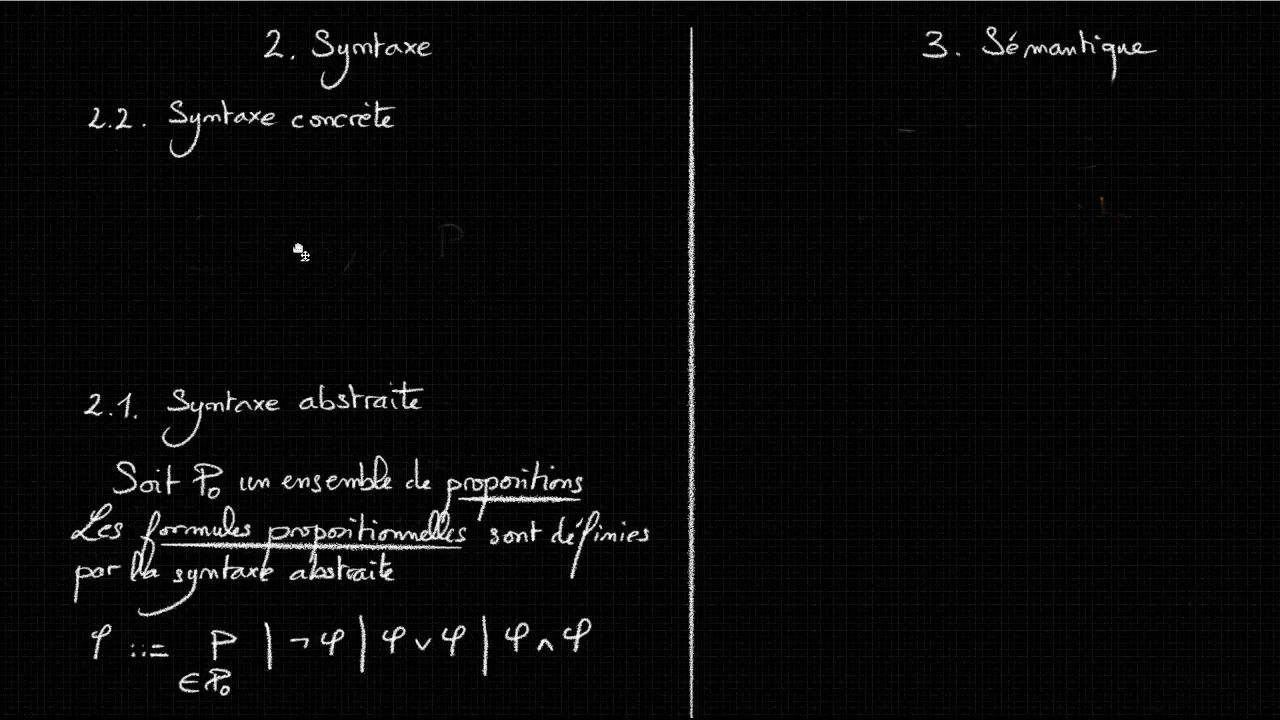 2. Syntaxe
2.2. Syntaxe concrète
2.1. Syntaxe abstraite
Soit P₀ un ensemble de propositions
Les formules propositionnelles sont définies
par la syntaxe abstraite
φ ::= P | ¬φ | φ ∨ φ | φ ∧ φ
∈ P₀
3. Sémantique